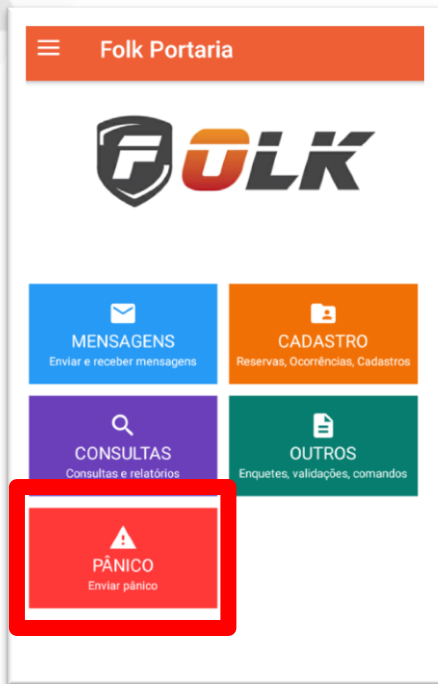 Folk Portaria
FOLK
MENSAGENS
Enviar e receber mensagens
CADASTRO
Reservas, Ocorrências, Cadastros
CONSULTAS
Consultas e relatórios
OUTROS
Enquetes, validações, comandos
PÂNICO
Enviar pânico